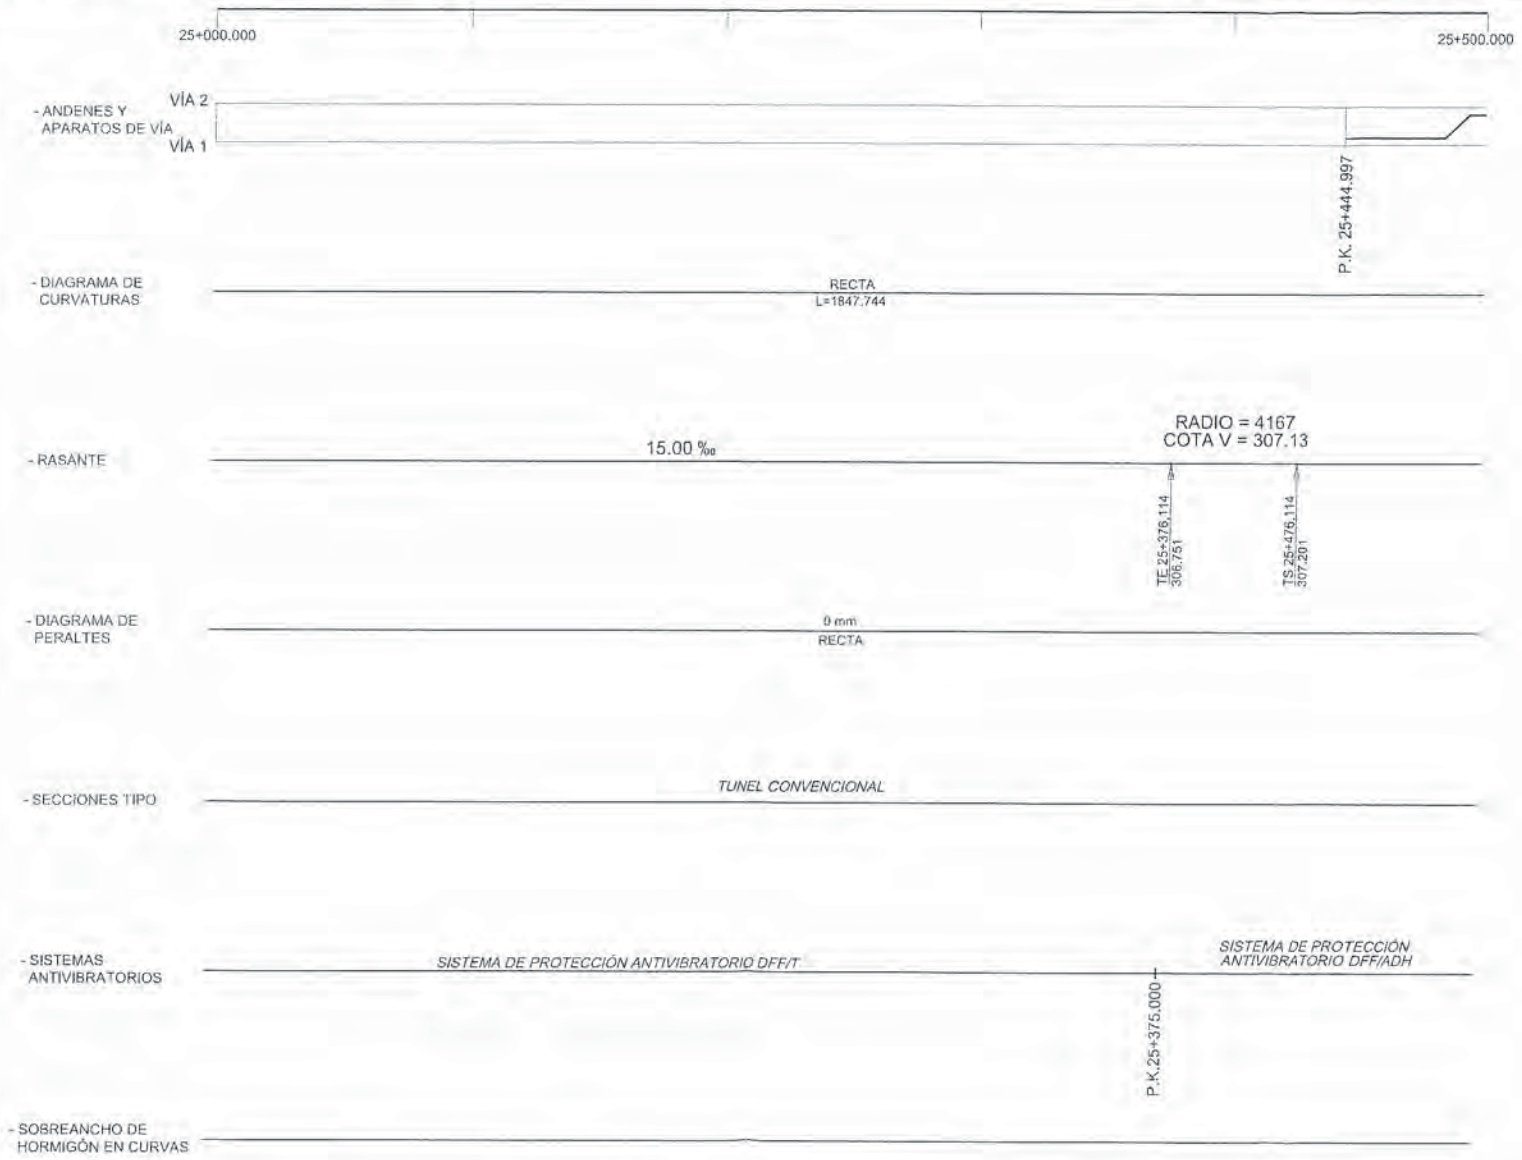 25+000.000
25+500.000
- ANDENES Y
APARATOS DE VÍA
VÍA 2
VÍA 1
P.K. 25+444.997
- DIAGRAMA DE
CURVATURAS
RECTA
L=1847.744
- RASANTE
15.00 ‰
RADIO = 4167
COTA V = 307.13
TE 25+376.114
306.751
TS 25+476.114
307.201
- DIAGRAMA DE
PERALTES
0 mm
RECTA
- SECCIONES TIPO
TUNEL CONVENCIONAL
- SISTEMAS
ANTIVIBRATORIOS
SISTEMA DE PROTECCIÓN ANTIVIBRATORIO DFF/T
SISTEMA DE PROTECCIÓN
ANTIVIBRATORIO DFF/ADH
P.K.25+375.000
- SOBREANCHO DE
HORMIGÓN EN CURVAS